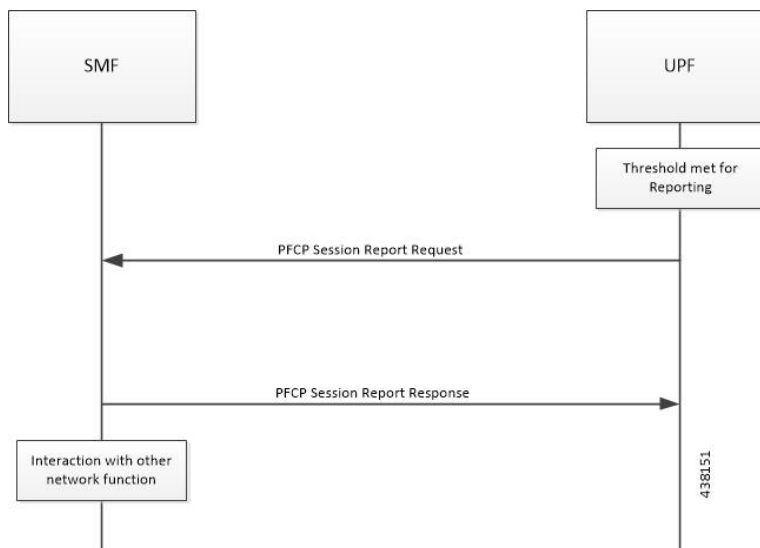 SMF
UPF
Threshold met for
Reporting
PFCP Session Report Request
PFCP Session Report Response
Interaction with other
network function
438151